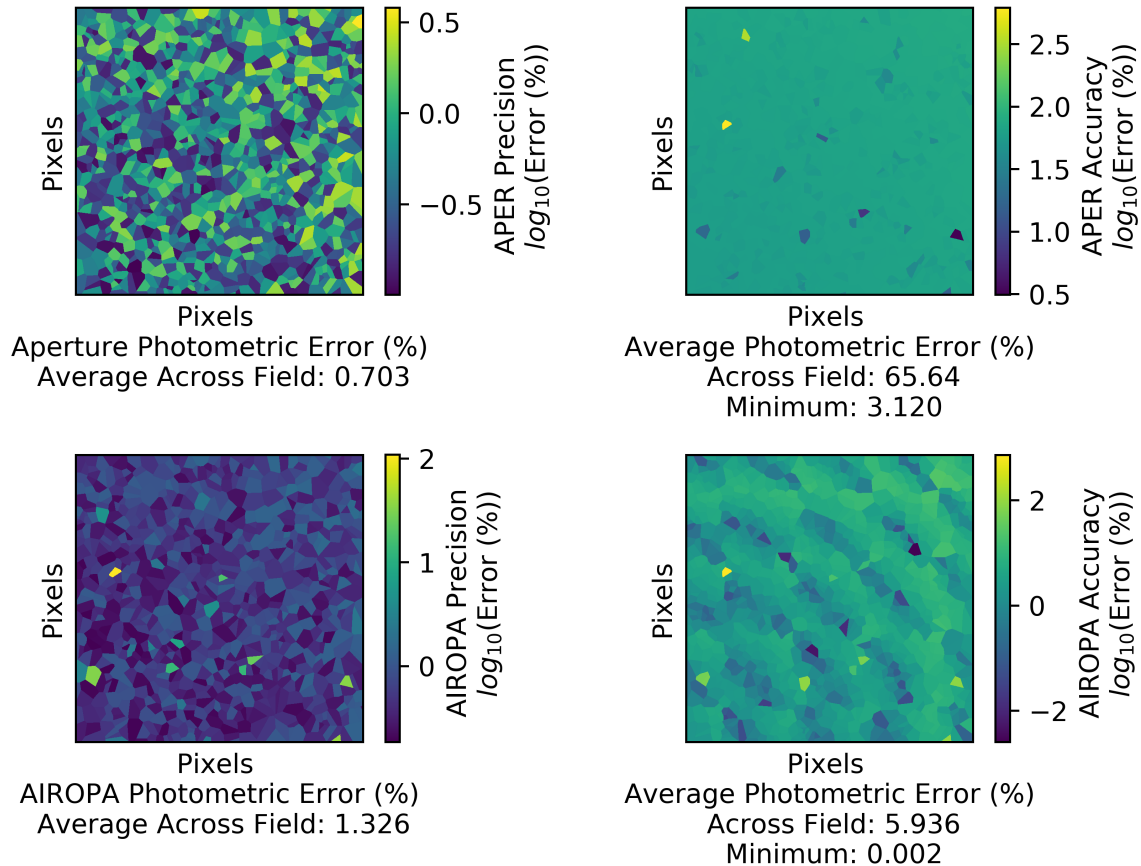 0.5
0.0
−0.5
Pixels
APER Precision
log10(Error (%))
Pixels
Aperture Photometric Error (%)
Average Across Field: 0.703
2.5
2.0
1.5
1.0
0.5
Pixels
APER Accuracy
log10(Error (%))
Pixels
Average Photometric Error (%)
Across Field: 65.64
Minimum: 3.120
2
1
0
Pixels
AIROPA Precision
log10(Error (%))
Pixels
AIROPA Photometric Error (%)
Average Across Field: 1.326
2
0
−2
Pixels
AIROPA Accuracy
log10(Error (%))
Pixels
Average Photometric Error (%)
Across Field: 5.936
Minimum: 0.002